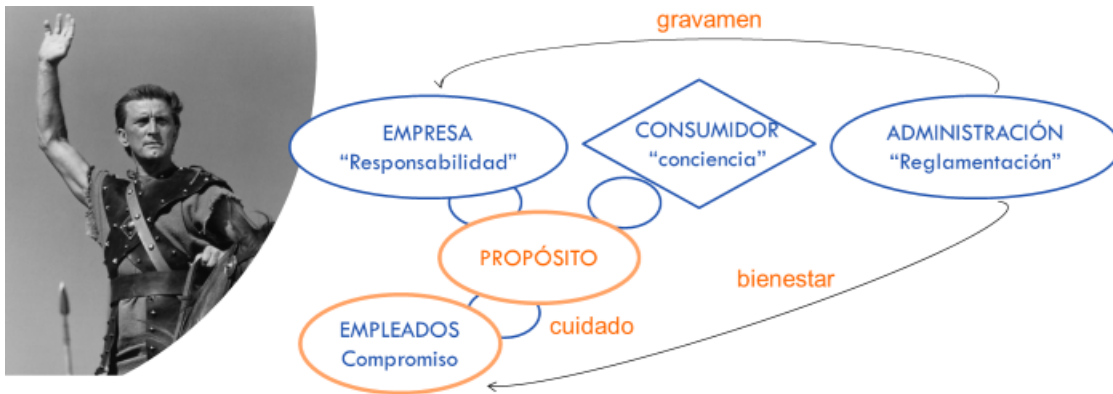 gravamen
EMPRESA
“Responsabilidad”
CONSUMIDOR
“conciencia”
ADMINISTRACIÓN
“Reglamentación”
PROPÓSITO
bienestar
cuidado
EMPLEADOS
Compromiso